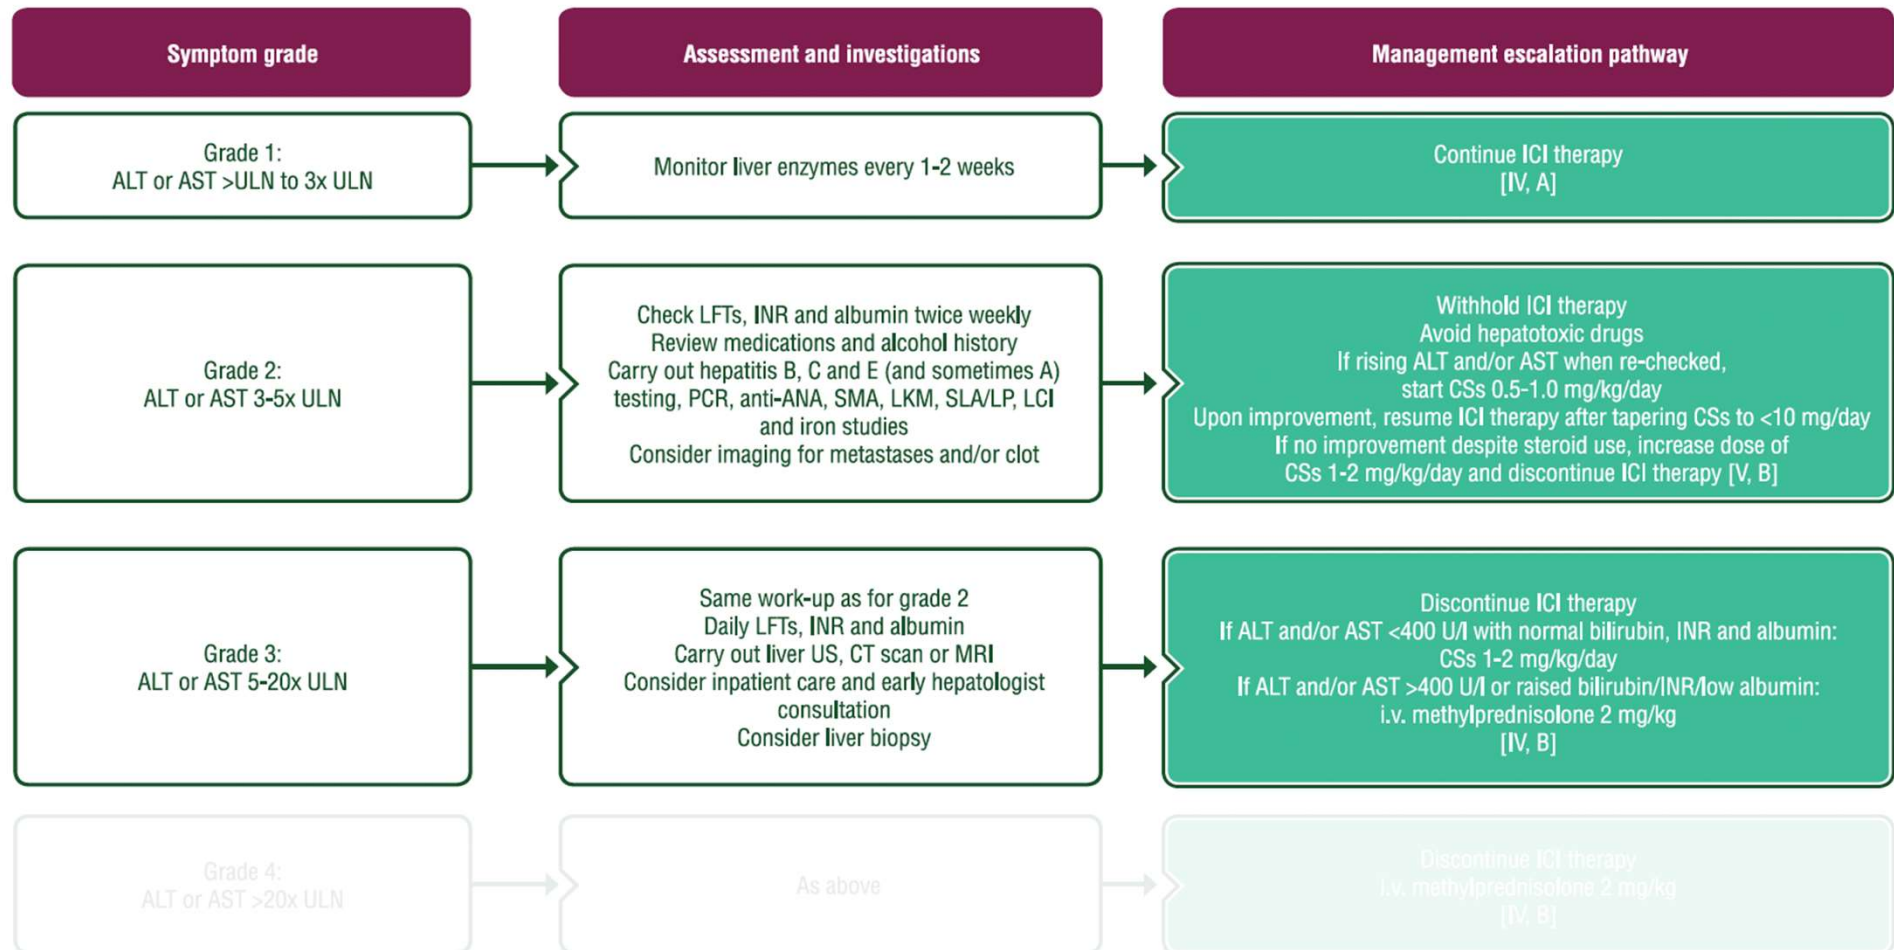 Symptom grade
Assessment and investigations
Management escalation pathway
Grade 1:
ALT or AST >ULN to 3x ULN
Monitor liver enzymes every 1-2 weeks
Continue ICI therapy
[IV, A]
Grade 2:
ALT or AST 3-5x ULN
Check LFTs, INR and albumin twice weekly
Review medications and alcohol history
Carry out hepatitis B, C and E (and sometimes A)
testing, PCR, anti-ANA, SMA, LKM, SLA/LP, LCI
and iron studies
Consider imaging for metastases and/or clot
Withhold ICI therapy
Avoid hepatotoxic drugs
If rising ALT and/or AST when re-checked,
start CSs 0.5-1.0 mg/kg/day
Upon improvement, resume ICI therapy after tapering CSs to <10 mg/day
If no improvement despite steroid use, increase dose of
CSs 1-2 mg/kg/day and discontinue ICI therapy [V, B]
Grade 3:
ALT or AST 5-20x ULN
Same work-up as for grade 2
Daily LFTs, INR and albumin
Carry out liver US, CT scan or MRI
Consider inpatient care and early hepatologist
consultation
Consider liver biopsy
Discontinue ICI therapy
If ALT and/or AST <400 U/l with normal bilirubin, INR and albumin:
CSs 1-2 mg/kg/day
If ALT and/or AST >400 U/l or raised bilirubin/INR/low albumin:
i.v. methylprednisolone 2 mg/kg
[IV, B]
Grade 4:
ALT or AST >20x ULN
As above
Discontinue ICI therapy
i.v. methylprednisolone 2 mg/kg
[IV, B]